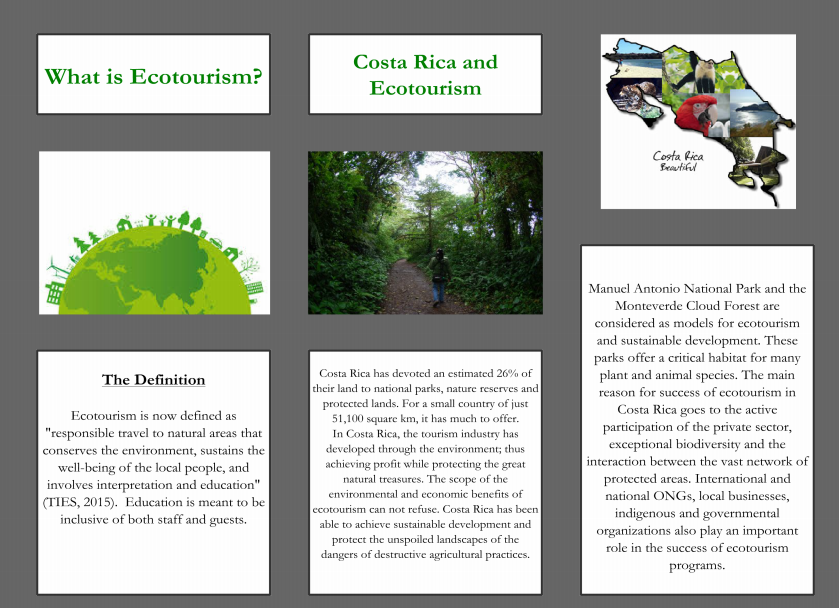 What is Ecotourism?
The Definition
Ecotourism is now defined as
"responsible travel to natural areas that
conserves the environment, sustains the
well-being of the local people, and
involves interpretation and education"
(TIES, 2015).  Education is meant to be
inclusive of both staff and guests.
Costa Rica and
Ecotourism
Costa Rica has devoted an estimated 26% of
their land to national parks, nature reserves and
protected lands. For a small country of just
51,100 square km, it has much to offer.
In Costa Rica, the tourism industry has
developed through the environment; thus
achieving profit while protecting the great
natural treasures. The scope of the
environmental and economic benefits of
ecotourism can not refuse. Costa Rica has been
able to achieve sustainable development and
protect the unspoiled landscapes of the
dangers of destructive agricultural practices.
Costa Rica
Beautiful
Manuel Antonio National Park and the
Monteverde Cloud Forest are
considered as models for ecotourism
and sustainable development. These
parks offer a critical habitat for many
plant and animal species. The main
reason for success of ecotourism in
Costa Rica goes to the active
participation of the private sector,
exceptional biodiversity and the
interaction between the vast network of
protected areas. International and
national ONGs, local businesses,
indigenous and governmental
organizations also play an important
role in the success of ecotourism
programs.